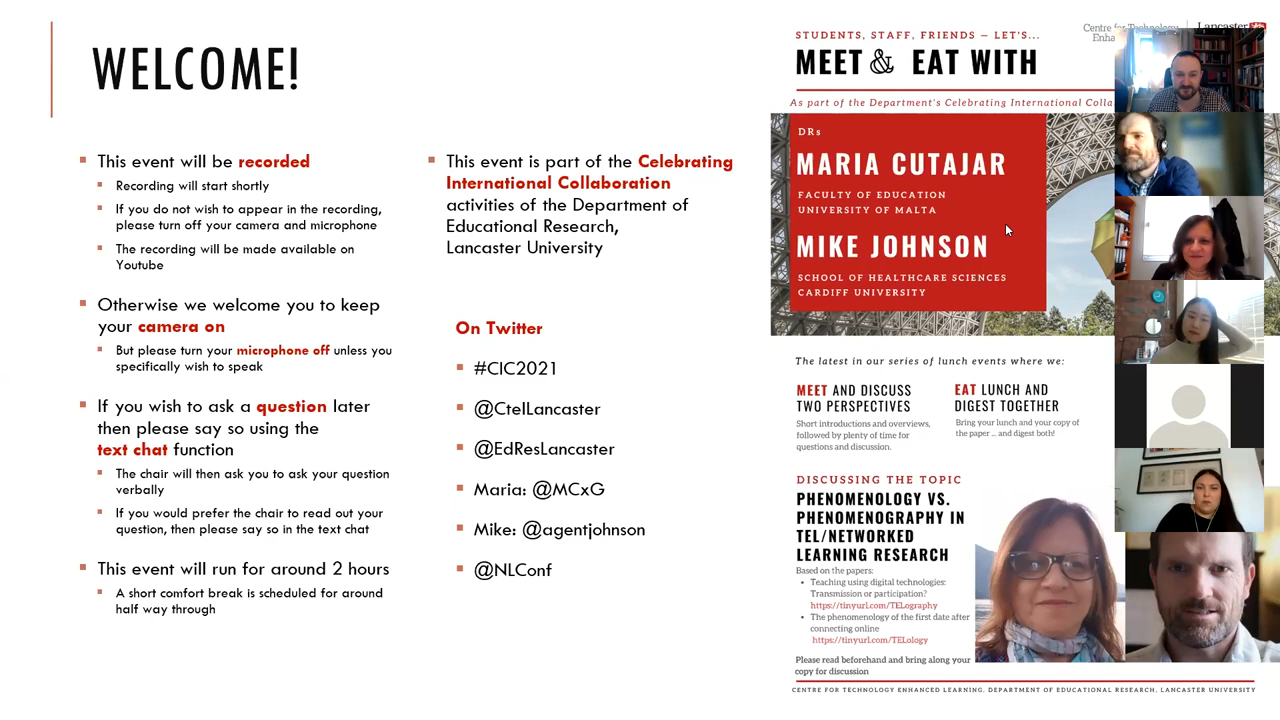 WELCOME!
This event will be recorded
Recording will start shortly
If you do not wish to appear in the recording,
please turn off your camera and microphone
The recording will be made available on
Youtube
Otherwise we welcome you to keep
your camera on
But please turn your microphone off unless you
specifically wish to speak
If you wish to ask a question later
then please say so using the
text chat function
The chair will then ask you to ask your question
verbally
If you would prefer the chair to read out your
question, then please say so in the text chat
This event will run for around 2 hours
A short comfort break is scheduled for around
half way through
This event is part of the Celebrating
International Collaboration
activities of the Department of
Educational Research,
Lancaster University
On Twitter
#CIC2021
@CtelLancaster
@EdResLancaster
Maria: @MCxG
Mike: @agentjohnson
@NLConf
STUDENTS, STAFF, FRIENDS – LET'S...
MEET & EAT WITH
As part of the Department's Celebrating International Colla
DRs
MARIA CUTAJAR
FACULTY OF EDUCATION
UNIVERSITY OF MALTA
MIKE JOHNSON
SCHOOL OF HEALTHCARE SCIENCES
CARDIFF UNIVERSITY
The latest in our series of lunch events where we:
MEET AND DISCUSS
TWO PERSPECTIVES
Short introductions and overviews,
followed by plenty of time for
questions and discussion.
EAT LUNCH AND
DIGEST TOGETHER
Bring your lunch and your copy of
the paper ... and digest both!
DISCUSSING THE TOPIC
PHENOMENOLOGY VS.
PHENOMENOGRAPHY IN
TEL/NETWORKED
LEARNING RESEARCH
Based on the papers:
Teaching using digital technologies:
Transmission or participation?
https://tinyurl.com/TELography
The phenomenology of the first date after
connecting online
https://tinyurl.com/TELology
Please read beforehand and bring along your
copy for discussion
CENTRE FOR TECHNOLOGY ENHANCED LEARNING, DEPARTMENT OF EDUCATIONAL RESEARCH, LANCASTER UNIVERSITY
Centre for Technology
Enha
Lancaster